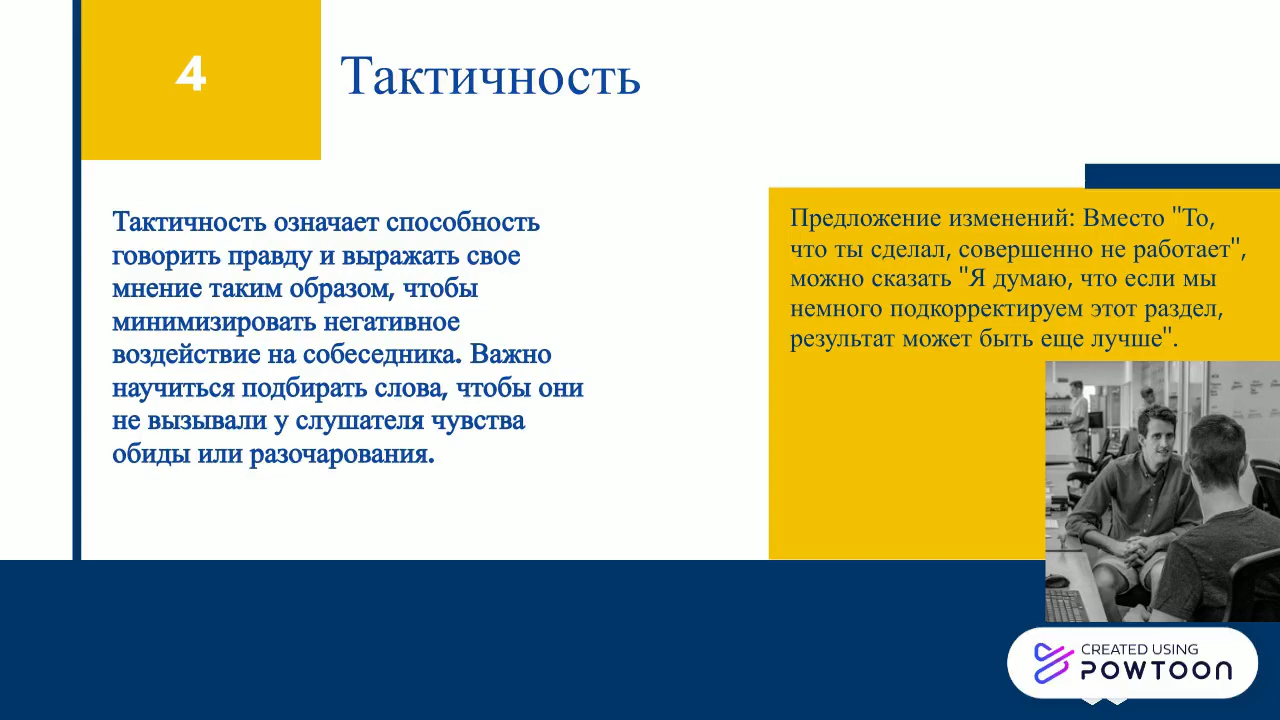 4
Тактичность
Тактичность означает способность
говорить правду и выражать свое
мнение таким образом, чтобы
минимизировать негативное
воздействие на собеседника. Важно
научиться подбирать слова, чтобы они
не вызывали у слушателя чувства
обиды или разочарования.
Предложение изменений: Вместо "То,
что ты сделал, совершенно не работает",
можно сказать "Я думаю, что если мы
немного подкорректируем этот раздел,
результат может быть еще лучше".
CREATED USING
POWTOON